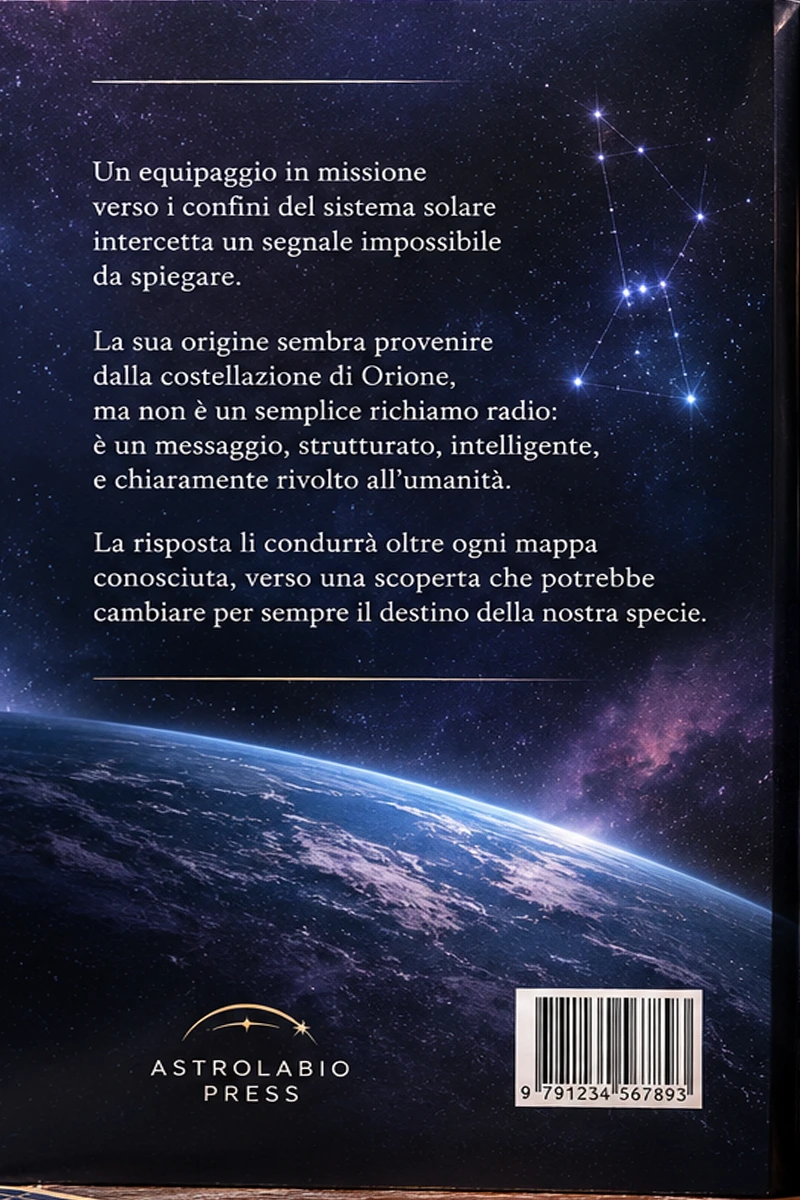 Un equipaggio in missione
verso i confini del sistema solare
intercetta un segnale impossibile
da spiegare.
La sua origine sembra provenire
dalla costellazione di Orione,
ma non è un semplice richiamo radio:
è un messaggio, strutturato, intelligente,
e chiaramente rivolto all’umanità.
La risposta li condurrà oltre ogni mappa
conosciuta, verso una scoperta che potrebbe
cambiare per sempre il destino della nostra specie.
ASTROLABIO
PRESS
9 791234 567893